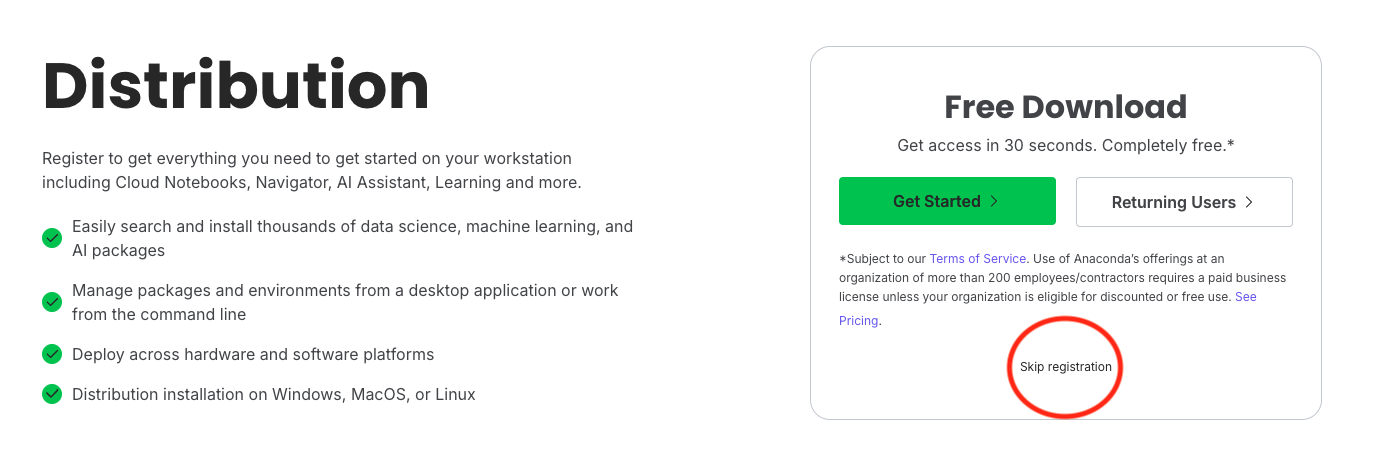 Distribution
Register to get everything you need to get started on your workstation
including Cloud Notebooks, Navigator, AI Assistant, Learning and more.
Easily search and install thousands of data science, machine learning, and
AI packages
Manage packages and environments from a desktop application or work
from the command line
Deploy across hardware and software platforms
Distribution installation on Windows, MacOS, or Linux
Free Download
Get access in 30 seconds. Completely free.*
Get Started
Returning Users
*Subject to our Terms of Service. Use of Anaconda’s offerings at an
organization of more than 200 employees/contractors requires a paid business
license unless your organization is eligible for discounted or free use. See
Pricing.
Skip registration